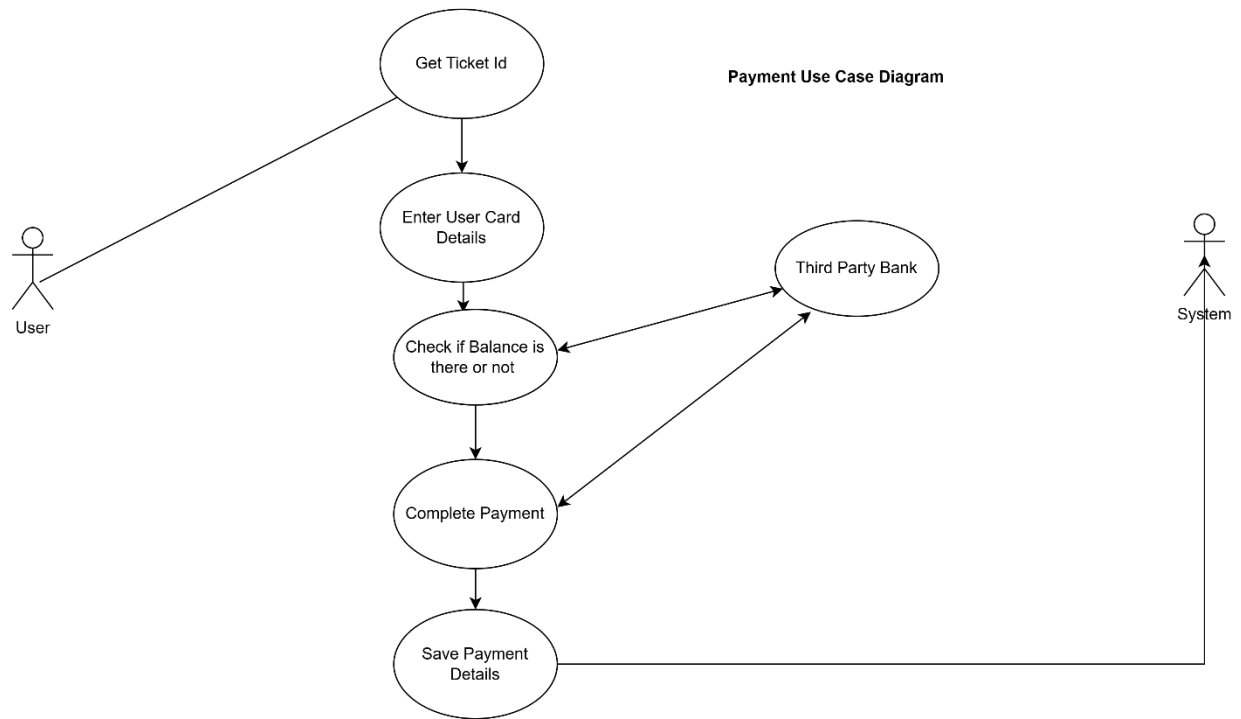 Get Ticket Id
Payment Use Case Diagram
Enter User Card
Details
Third Party Bank
User
System
Check if Balance is
there or not
Complete Payment
Save Payment
Details